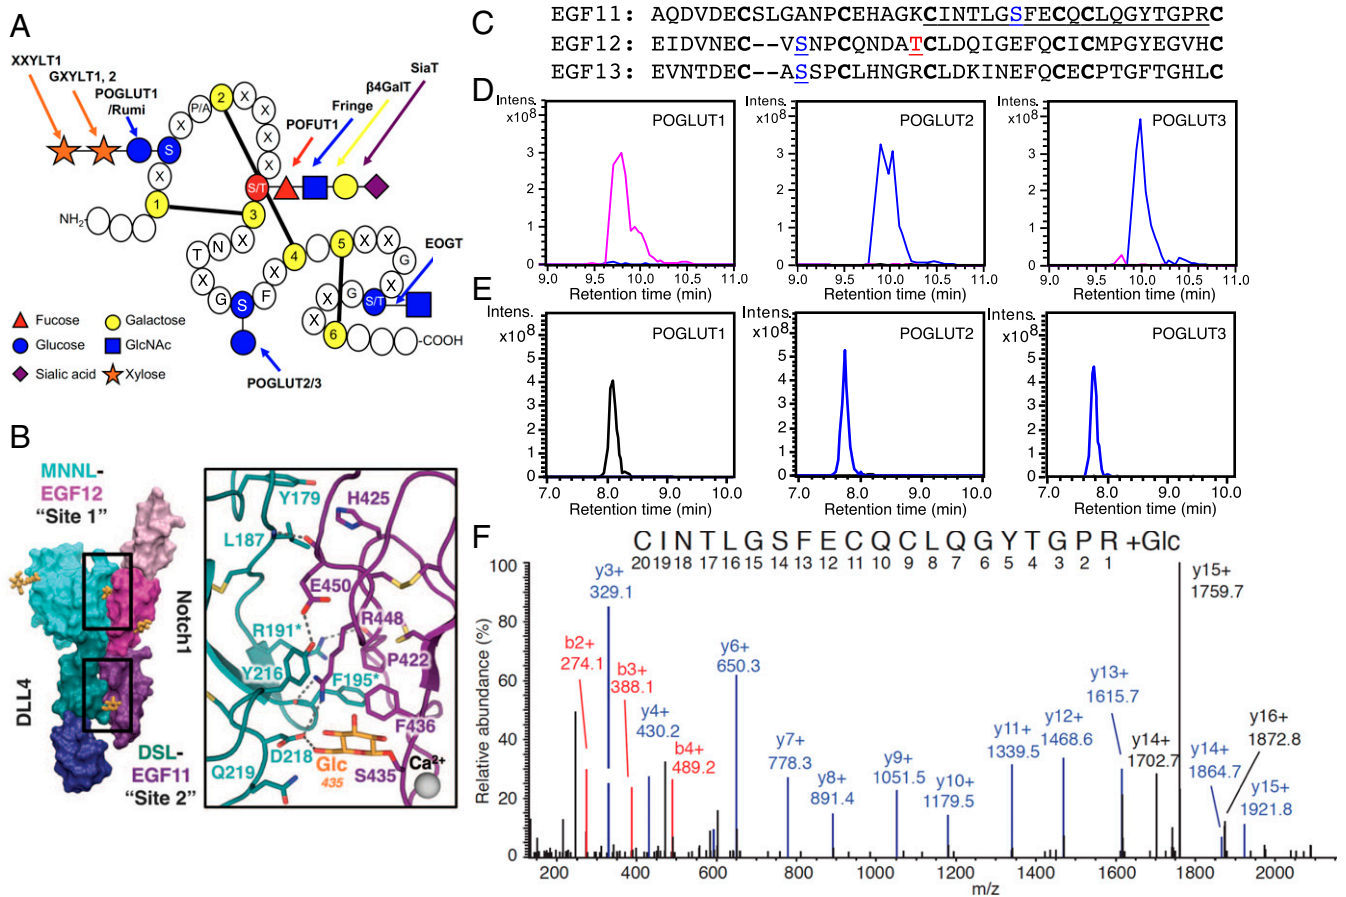 A
XXYLT1
GXYLT1, 2
POGLUT1
/Rumi
SiaT
β4GalT
Fringe
POFUT1
2
P/A
X
X
X
X
X
S
X
S/T
1
3
NH2-
N
X
T
X
G
S
F
X
4
5
X
X
G
X
S/T
G
X
X
6
-COOH
EOGT
POGLUT2/3
Fucose
Galactose
Glucose
GlcNAc
Sialic acid
Xylose
B
MNNL-
EGF12
“Site 1”
Notch1
DLL4
DSL-
EGF11
“Site 2”
Y179
H425
L187
E450
R448
R191*
P422
Y216
F195*
F436
D218
Glc
435
S435
Ca2+
Q219
C
EGF11: AQDVDECSLGANPCEHAGKCINTLGSFECQCLQGYTGPRC
EGF12: EIDVNEC--VSNPCQNDATCLDQIGEFQCICMPGYEGVHC
EGF13: EVNTDEC--ASSPCLHNGRCLDKINEFQCECPTGFTGHLC
D
Intens.
x10⁸
POGLUT1
3
2
1
0
9.0 9.5 10.0 10.5 11.0
Retention time (min)
Intens.
x10⁸
POGLUT2
3
2
1
0
9.0 9.5 10.0 10.5 11.0
Retention time (min)
Intens.
x10⁸
POGLUT3
3
2
1
0
9.0 9.5 10.0 10.5 11.0
Retention time (min)
E
Intens.
x10⁸
POGLUT1
5
4
3
2
1
0
7.0 8.0 9.0 10.0
Retention time (min)
Intens.
x10⁸
POGLUT2
5
4
3
2
1
0
7.0 8.0 9.0 10.0
Retention time (min)
Intens.
x10⁸
POGLUT3
5
4
3
2
1
0
7.0 8.0 9.0 10.0
Retention time (min)
F
C I N T L G S F E C Q C L Q G Y T G P R +Glc
20 19 18 17 16 15 14 13 12 11 10 9 8 7 6 5 4 3 2 1
Relative abundance (%)
100
80
60
40
20
0
b2+
274.1
y3+
329.1
b3+
388.1
y4+
430.2
b4+
489.2
y6+
650.3
y7+
778.3
y8+
891.4
y9+
1051.5
y10+
1179.5
y11+
1339.5
y12+
1468.6
y13+
1615.7
y14+
1702.7
y15+
1759.7
y14+
1864.7
y16+
1872.8
y15+
1921.8
200 400 600 800 1000 1200 1400 1600 1800 2000
m/z